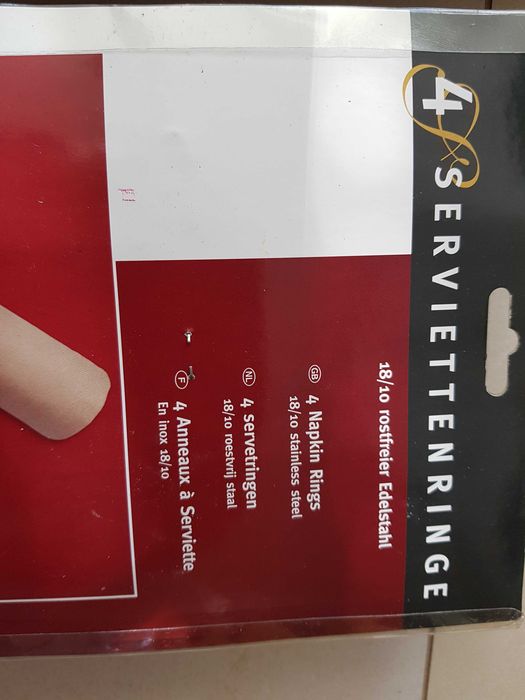 4 SERVIETTENRINGE
18/10 rostfreier Edelstahl
GB 4 Napkin Rings
18/10 stainless steel
NL 4 servetringen
18/10 roestvrij staal
F 4 Anneaux à Serviette
En inox 18/10